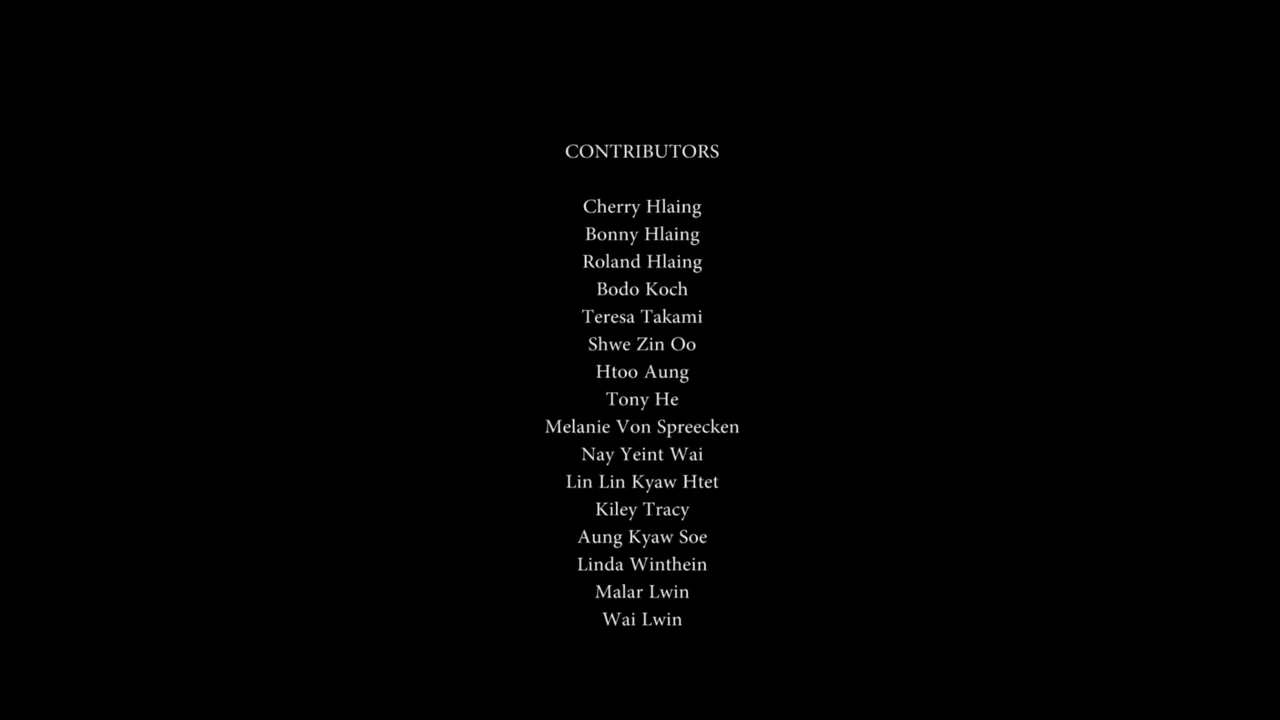 CONTRIBUTORS
Cherry Hlaing
Bonny Hlaing
Roland Hlaing
Bodo Koch
Teresa Takami
Shwe Zin Oo
Htoo Aung
Tony He
Melanie Von Spreecken
Nay Yeint Wai
Lin Lin Kyaw Htet
Kiley Tracy
Aung Kyaw Soe
Linda Winthein
Malar Lwin
Wai Lwin